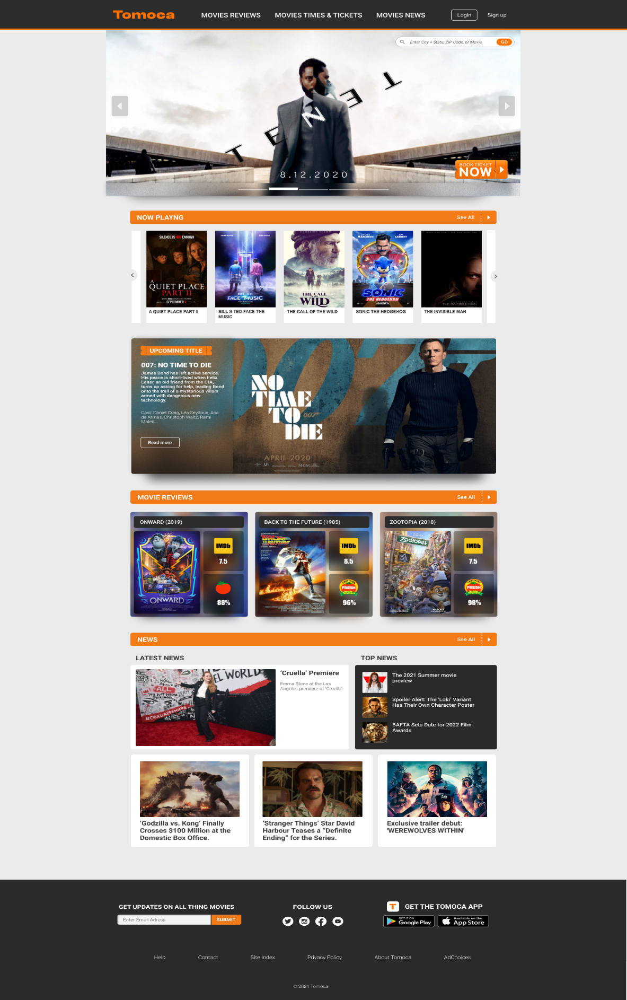 Tomoca
MOVIES REVIEWS
MOVIES TIMES & TICKETS
MOVIES NEWS
Login
Sign up
Enter City + State, ZIP Code, or Movie
GO
TENET
8.12.2020
BOOK TICKET
NOW
NOW PLAYNG
See All
SILENCE IS NOT ENOUGH
A
QUIET PLACE
PART II
SEPTEMBER 4
A QUIET PLACE PART II
BILL & TED
FACE THE MUSIC
BILL & TED FACE THE
MUSIC
HARRISON FORD
THE CALL
OF THE
WILD
THE CALL OF THE WILD
JAMES
MARSDEN
JIM
CARREY
SONIC
THE HEDGEHOG
SONIC THE HEDGEHOG
THE INVISIBLE MAN
THE INVISIBLE MAN
UPCOMING TITLE
007: NO TIME TO DIE
James Bond has left active service.
His peace is short-lived when Felix
Leiter, an old friend from the CIA,
turns up asking for help, leading Bond
onto the trail of a mysterious villain
armed with dangerous new
technology.
Cast: Daniel Craig, Léa Seydoux, Ana
de Armas, Christoph Waltz, Rami
Malek...
Read more
007
NO
TIME
TO
DIE
007
APRIL 2020
MGM
MOVIE REVIEWS
See All
ONWARD (2019)
ONWARD
IMDb
7.5
88%
BACK TO THE FUTURE (1985)
BACK
TO THE FUTURE
IMDb
8.5
CERTIFIED
FRESH
96%
ZOOTOPIA (2018)
Disney
ZOOTOPIA
MARCH 4
IMDb
7.5
CERTIFIED
FRESH
98%
NEWS
See All
LATEST NEWS
EL WORLD
ALL
#CRUELLAPREMIERE
‘Cruella’ Premiere
Emma Stone at the Los
Angeles premiere of ‘Cruella’.
TOP NEWS
The 2021 Summer movie
preview
Spoiler Alert: The ‘Loki’ Variant
Has Their Own Character Poster
BAFTA Sets Date for 2022 Film
Awards
‘Godzilla vs. Kong’ Finally
Crosses $100 Million at the
Domestic Box Office.
‘Stranger Things’ Star David
Harbour Teases a “Definite
Ending” for the Series.
Exclusive trailer debut:
'WEREWOLVES WITHIN'
GET UPDATES ON ALL THING MOVIES
Enter Email Adress
SUBMIT
FOLLOW US
T
GET THE TOMOCA APP
GET IT ON
Google Play
Available on the
App Store
Help
Contact
Site Index
Privacy Policy
About Tomoca
AdChoices
© 2021 Tomoca